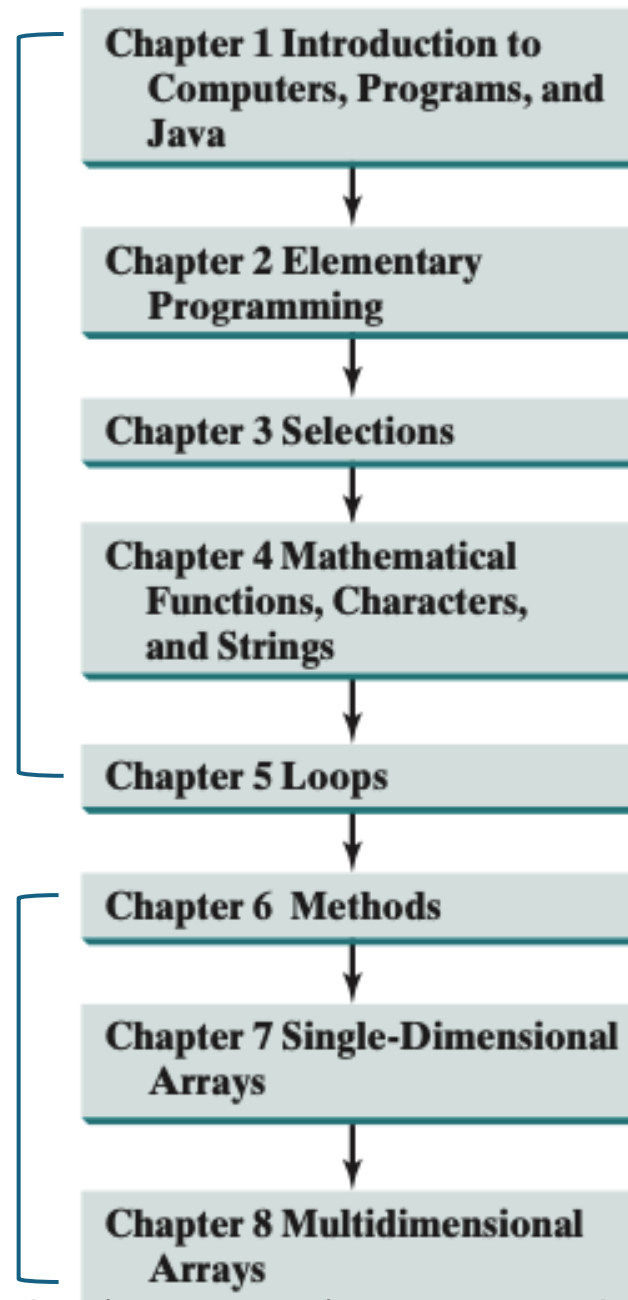 Chapter 1 Introduction to
Computers, Programs, and
Java
Chapter 2 Elementary
Programming
Chapter 3 Selections
Chapter 4 Mathematical
Functions, Characters,
and Strings
Chapter 5 Loops
Chapter 6 Methods
Chapter 7 Single-Dimensional
Arrays
Chapter 8 Multidimensional
Arrays